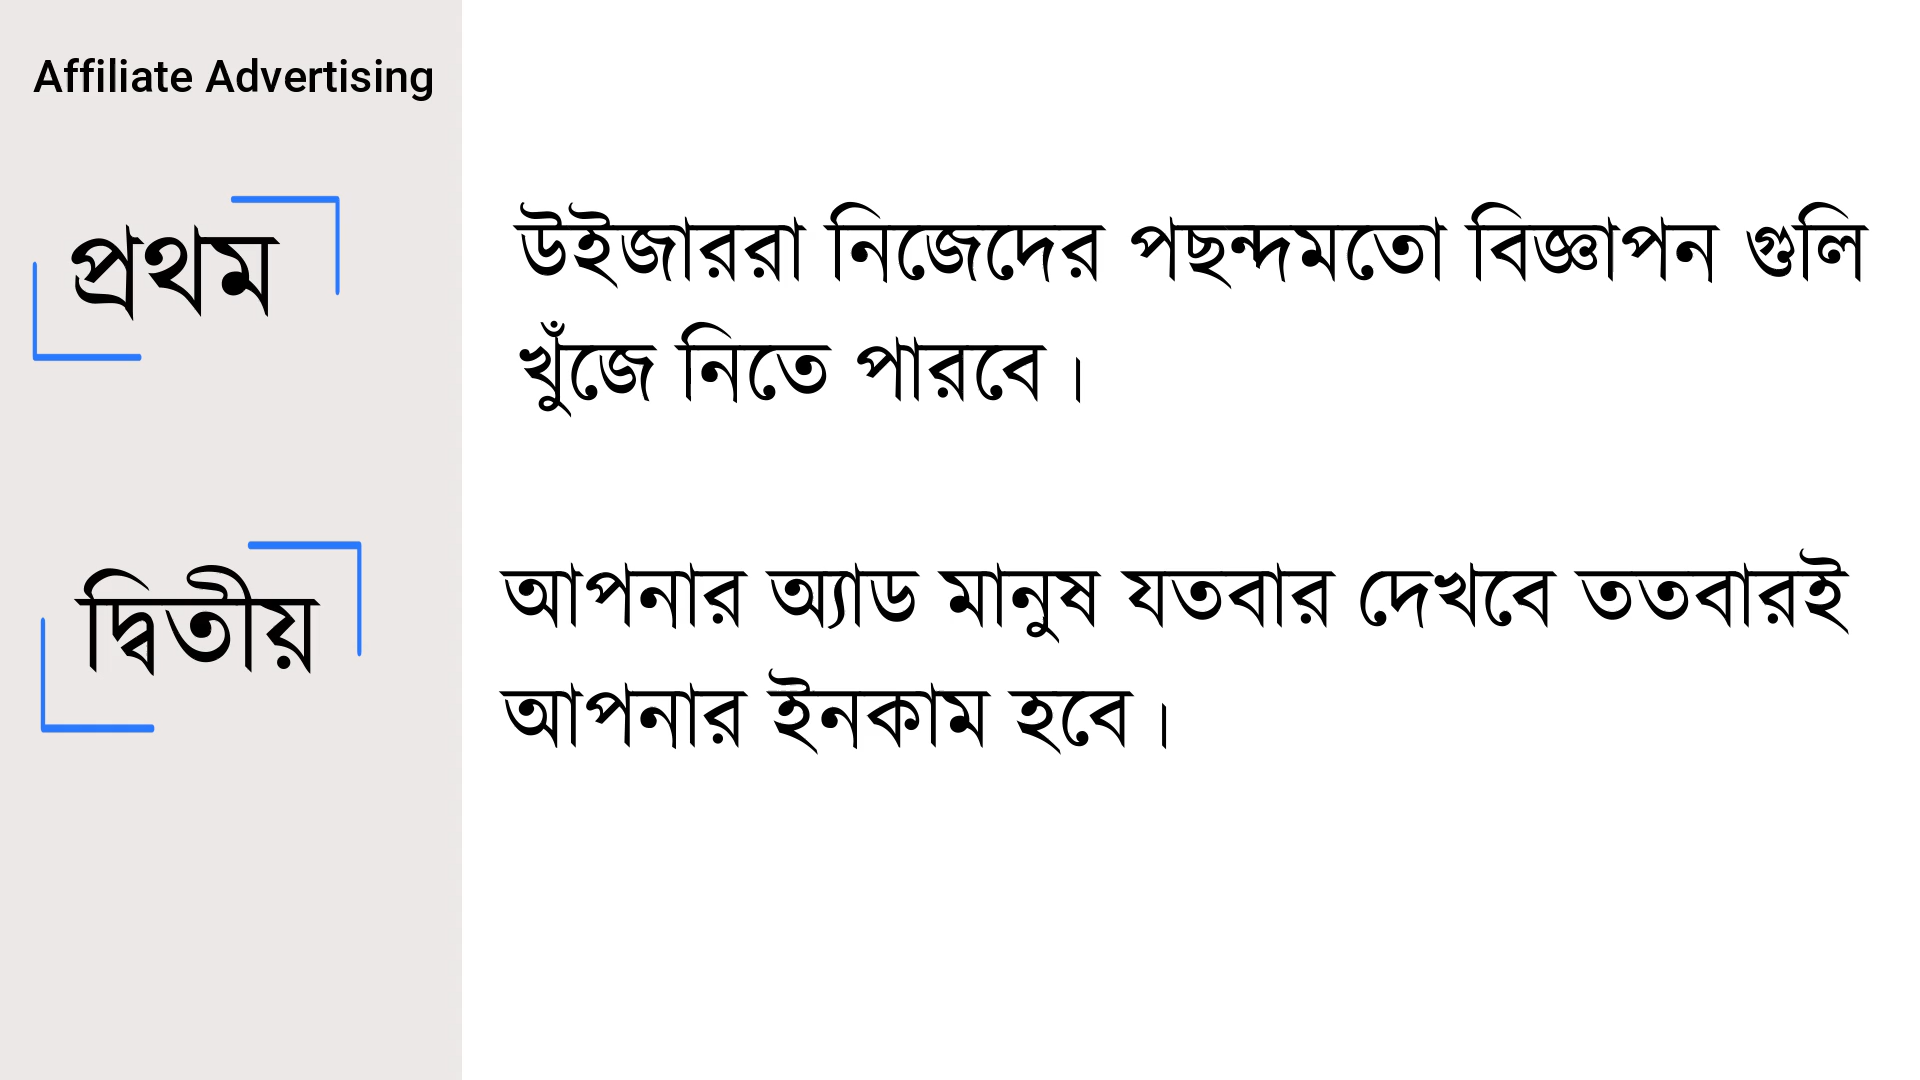 Affiliate Advertising
প্রথম
উইজাররা নিজেদের পছন্দমতো বিজ্ঞাপন গুলি
খুঁজে নিতে পারবে।
দ্বিতীয়
আপনার অ্যাড মানুষ যতবার দেখবে ততবারই
আপনার ইনকাম হবে।